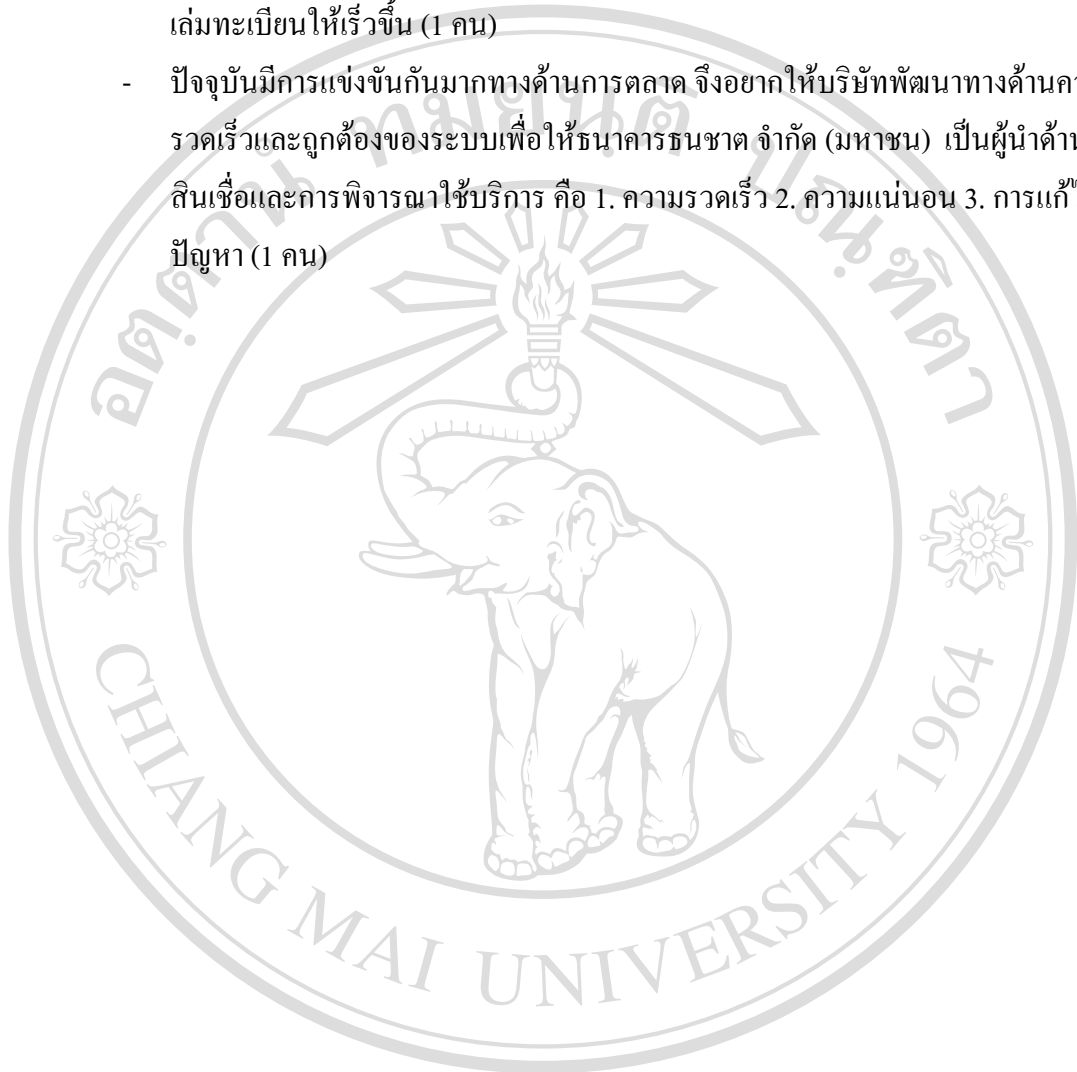 เล่มทะเบียนให้เร็วขึ้น (1 คน)
- ปัจจุบันมีการแข่งขันกันมากทางด้านการตลาด จึงอยากให้บริษัทพัฒนาทางด้าน
รวดเร็วและถูกต้องของระบบเพื่อให้ธนาคารธนชาต จำกัด (มหาชน) เป็นผู้นำด้าน
สินเชื่อและการพิจารณาใช้บริการ คือ 1. ความรวดเร็ว 2. ความแน่นอน 3. การแก้
ปัญหา (1 คน)
CHIANG MAI UNIVERSITY 1964